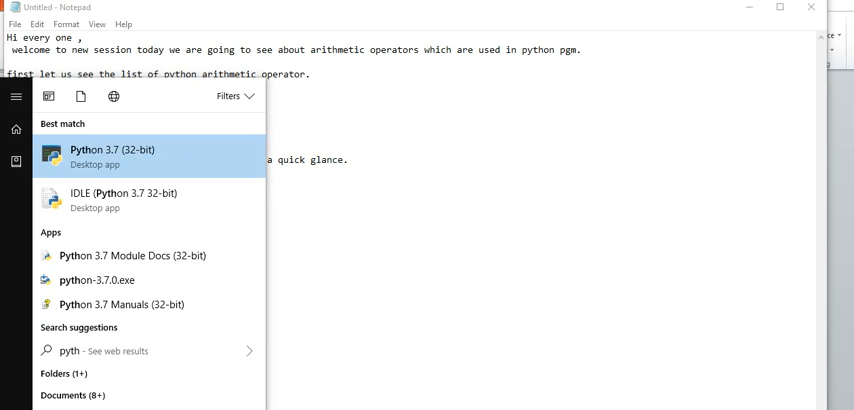 Untitled - Notepad
File Edit Format View Help
Hi every one ,
welcome to new session today we are going to see about arithmetic operators which are used in python pgm.
first let us see the list of python arithmetic operator.
a quick glance.
Filters
Best match
Python 3.7 (32-bit)
Desktop app
IDLE (Python 3.7 32-bit)
Desktop app
Apps
Python 3.7 Module Docs (32-bit)
python-3.7.0.exe
Python 3.7 Manuals (32-bit)
Search suggestions
pyth - See web results
Folders (1+)
Documents (8+)